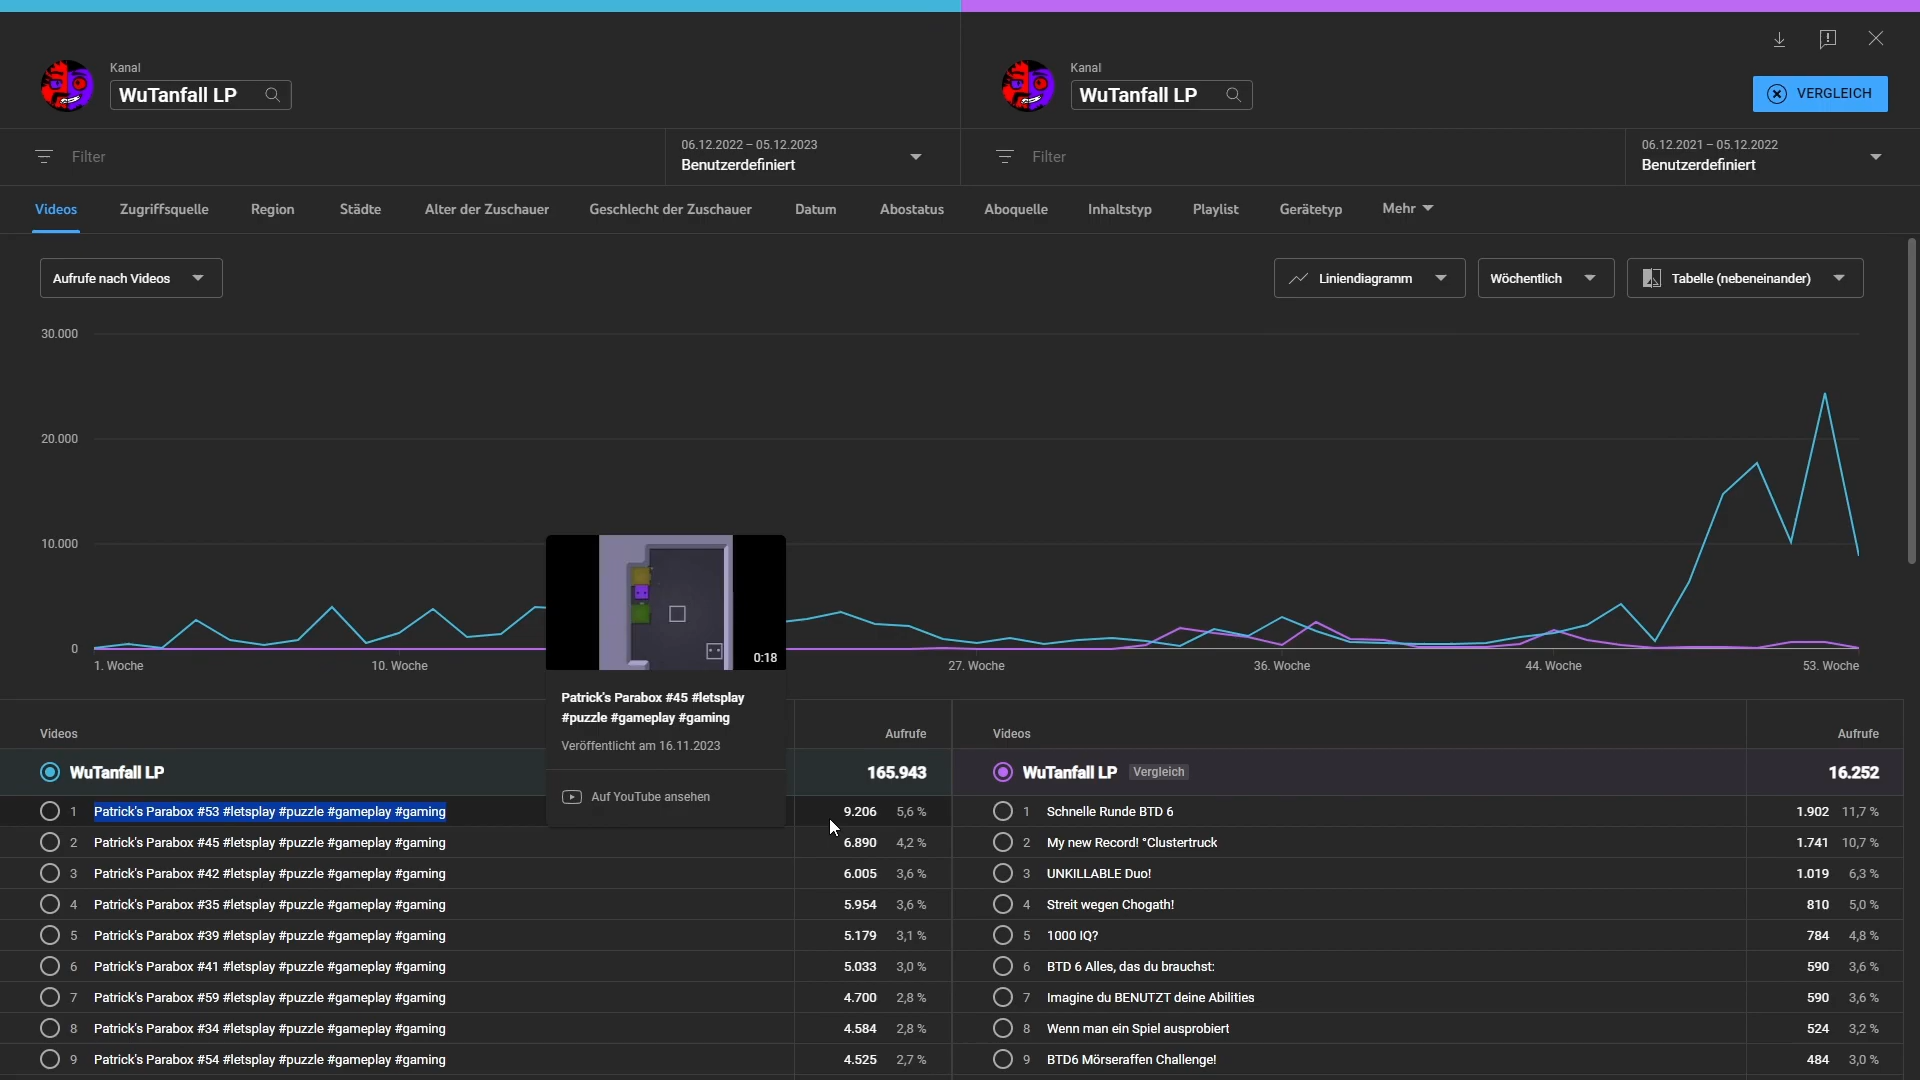 Kanal
WuTanfall LP
Kanal
WuTanfall LP
VERGLEICH
Filter
06.12.2022 – 05.12.2023
Benutzerdefiniert
Filter
06.12.2021 – 05.12.2022
Benutzerdefiniert
Videos Zugriffsquelle Region Städte Alter der Zuschauer Geschlecht der Zuschauer Datum Abostatus Aboquelle Inhaltstyp Playlist Gerätetyp Mehr
Aufrufe nach Videos Liniendiagramm Wöchentlich Tabelle (nebeneinander)
30.000
20.000
10.000
0
1. Woche 10. Woche 27. Woche 36. Woche 44. Woche 53. Woche
0:18
Patrick's Parabox #45 #letsplay
#puzzle #gameplay #gaming
Veröffentlicht am 16.11.2023
Auf YouTube ansehen
Videos Aufrufe
WuTanfall LP 165.943
1 Patrick's Parabox #53 #letsplay #puzzle #gameplay #gaming 9.206 5,6 %
2 Patrick's Parabox #45 #letsplay #puzzle #gameplay #gaming 6.890 4,2 %
3 Patrick's Parabox #42 #letsplay #puzzle #gameplay #gaming 6.005 3,6 %
4 Patrick's Parabox #35 #letsplay #puzzle #gameplay #gaming 5.954 3,6 %
5 Patrick's Parabox #39 #letsplay #puzzle #gameplay #gaming 5.179 3,1 %
6 Patrick's Parabox #41 #letsplay #puzzle #gameplay #gaming 5.033 3,0 %
7 Patrick's Parabox #59 #letsplay #puzzle #gameplay #gaming 4.700 2,8 %
8 Patrick's Parabox #34 #letsplay #puzzle #gameplay #gaming 4.584 2,8 %
9 Patrick's Parabox #54 #letsplay #puzzle #gameplay #gaming 4.525 2,7 %
Videos Aufrufe
WuTanfall LP Vergleich 16.252
1 Schnelle Runde BTD 6 1.902 11,7 %
2 My new Record! °Clustertruck 1.741 10,7 %
3 UNKILLABLE Duo! 1.019 6,3 %
4 Streit wegen Chogath! 810 5,0 %
5 1000 IQ? 784 4,8 %
6 BTD 6 Alles, das du brauchst: 590 3,6 %
7 Imagine du BENUTZT deine Abilities 590 3,6 %
8 Wenn man ein Spiel ausprobiert 524 3,2 %
9 BTD6 Mörseraffen Challenge! 484 3,0 %